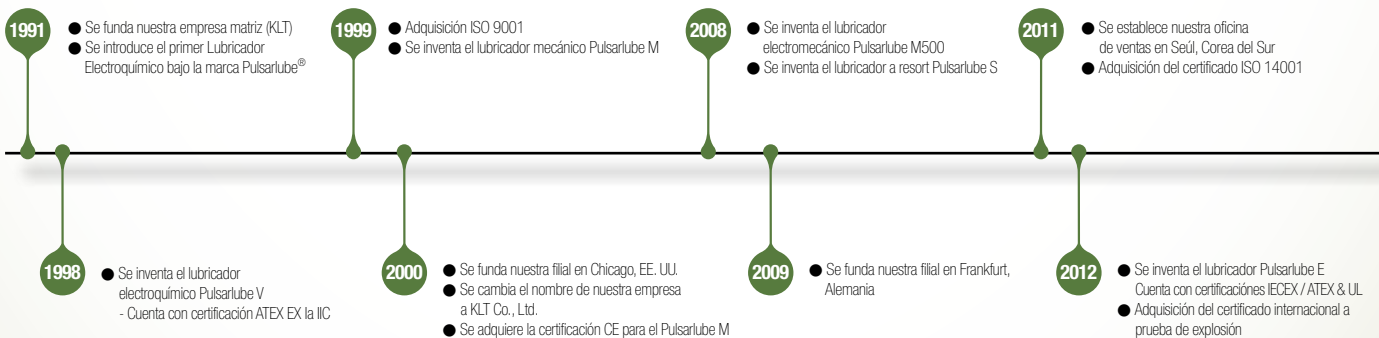 1991
● Se funda nuestra empresa matriz (KLT)
● Se introduce el primer Lubricador
Electroquímico bajo la marca Pulsarlube®
1998
● Se inventa el lubricador
electroquímico Pulsarlube V
- Cuenta con certificación ATEX EX la IIC
1999
● Adquisición ISO 9001
● Se inventa el lubricador mecánico Pulsarlube M
2000
● Se funda nuestra filial en Chicago, EE. UU.
● Se cambia el nombre de nuestra empresa
a KLT Co., Ltd.
● Se adquiere la certificación CE para el Pulsarlube M
2008
● Se inventa el lubricador
electromecánico Pulsarlube M500
● Se inventa el lubricador a resort Pulsarlube S
2009
● Se funda nuestra filial en Frankfurt,
Alemania
2011
● Se establece nuestra oficina
de ventas en Seúl, Corea del Sur
● Adquisición del certificado ISO 14001
2012
● Se inventa el lubricador Pulsarlube E
Cuenta con certificaciónes IECEX / ATEX & UL
● Adquisición del certificado internacional a
prueba de explosión